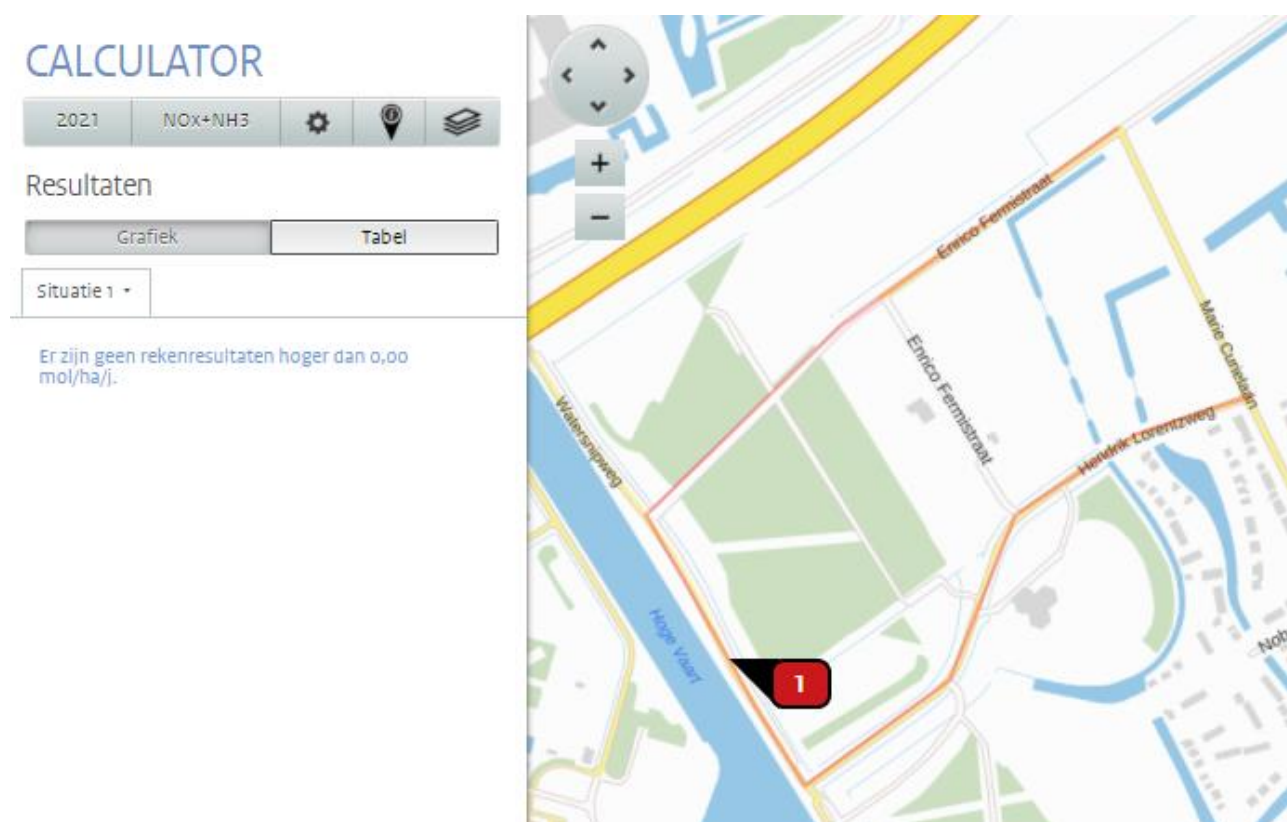 CALCULATOR
2021
NOx+NH3
Resultaten
Grafiek
Tabel
Situatie 1
Er zijn geen rekenresultaten hoger dan 0,00
mol/ha/j.
+
−
Enrico Fermistraat
Enrico Fermistraat
Marie Curielaan
Hendrik Lorentzweg
Watersnipweg
Hoge Vaart
1